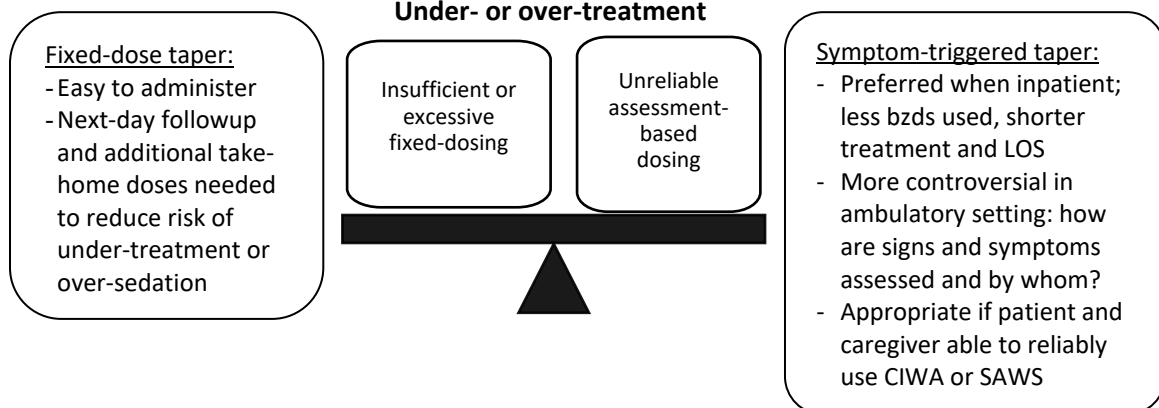 Under- or over-treatment
Fixed-dose taper:
- Easy to administer
- Next-day followup
and additional take-
home doses needed
to reduce risk of
under-treatment or
over-sedation
Insufficient or
excessive
fixed-dosing
Unreliable
assessment-
based
dosing
Symptom-triggered taper:
- Preferred when inpatient;
less bzds used, shorter
treatment and LOS
- More controversial in
ambulatory setting: how
are signs and symptoms
assessed and by whom?
- Appropriate if patient and
caregiver able to reliably
use CIWA or SAWS